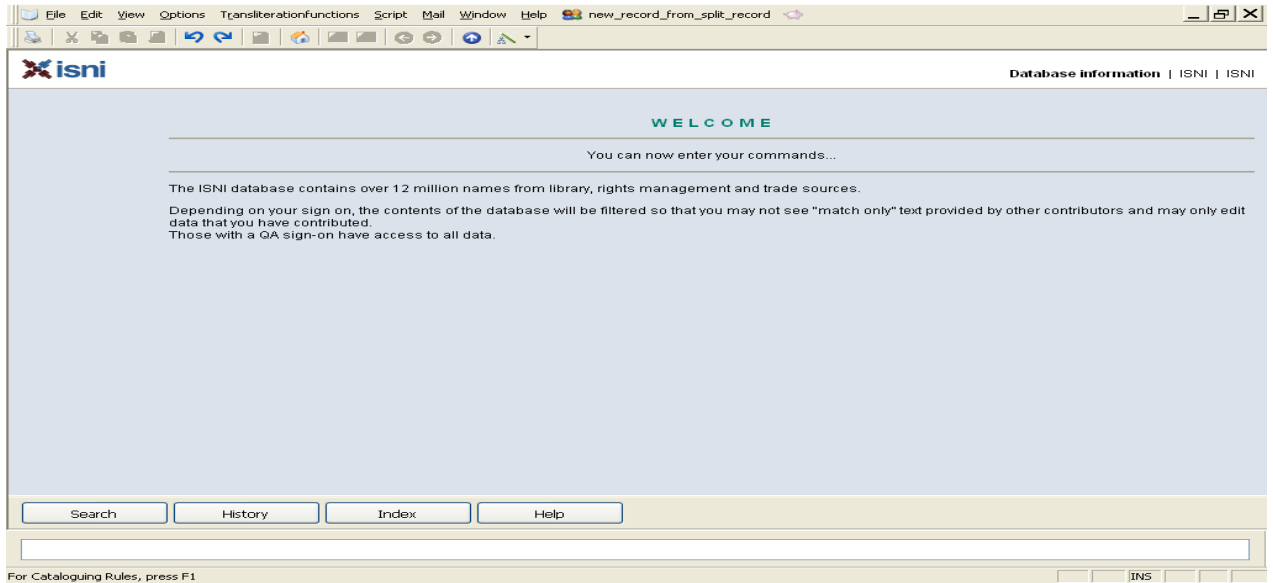 File Edit View Options Transliterationfunctions Script Mail Window Help new_record_from_split_record
isni
Database information | ISNI | ISNI
WELCOME
You can now enter your commands...
The ISNI database contains over 12 million names from library, rights management and trade sources.
Depending on your sign on, the contents of the database will be filtered so that you may not see "match only" text provided by other contributors and may only edit
data that you have contributed.
Those with a QA sign-on have access to all data.
Search History Index Help
For Cataloguing Rules, press F1
INS